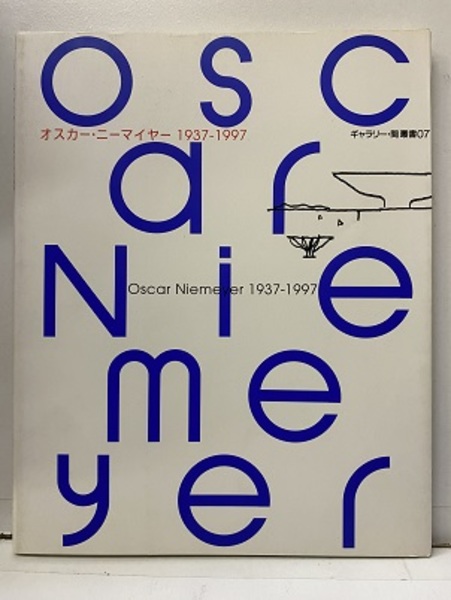 Osc
オスカー・ニーマイヤー 1937-1997
ギャラリー・間 叢書07
ar
Nie
Oscar Niemeyer 1937-1997
me
yer